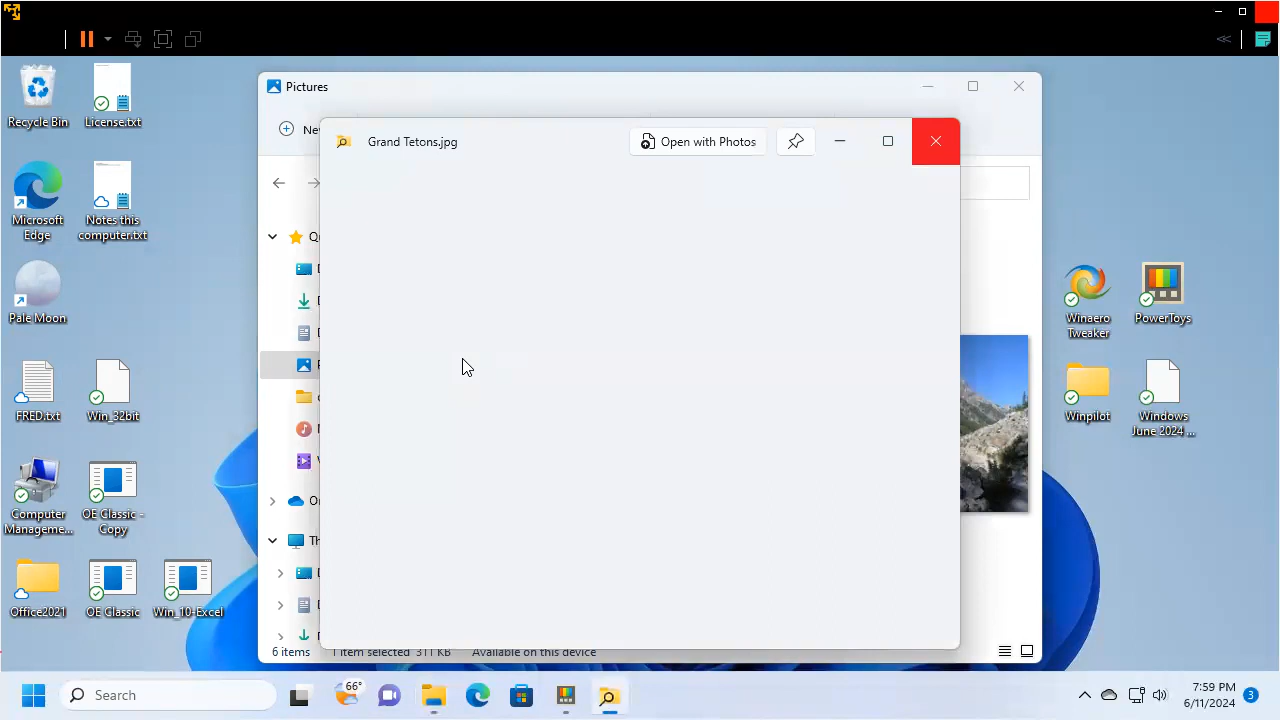 Pictures
Ne
Grand Tetons.jpg
Open with Photos
Recycle Bin
License.txt
Microsoft
Edge
Notes this
computer.txt
Pale Moon
FRED.txt
Win_32bit
Computer
Manageme...
OE Classic -
Copy
Office2021
OE Classic
Win_10-Excel
Winaero
Tweaker
PowerToys
Winpilot
Windows
June 2024 ...
6 items
1 item selected 311 KB
Available on this device
Search
66°
7:59 PM
6/11/2024
3